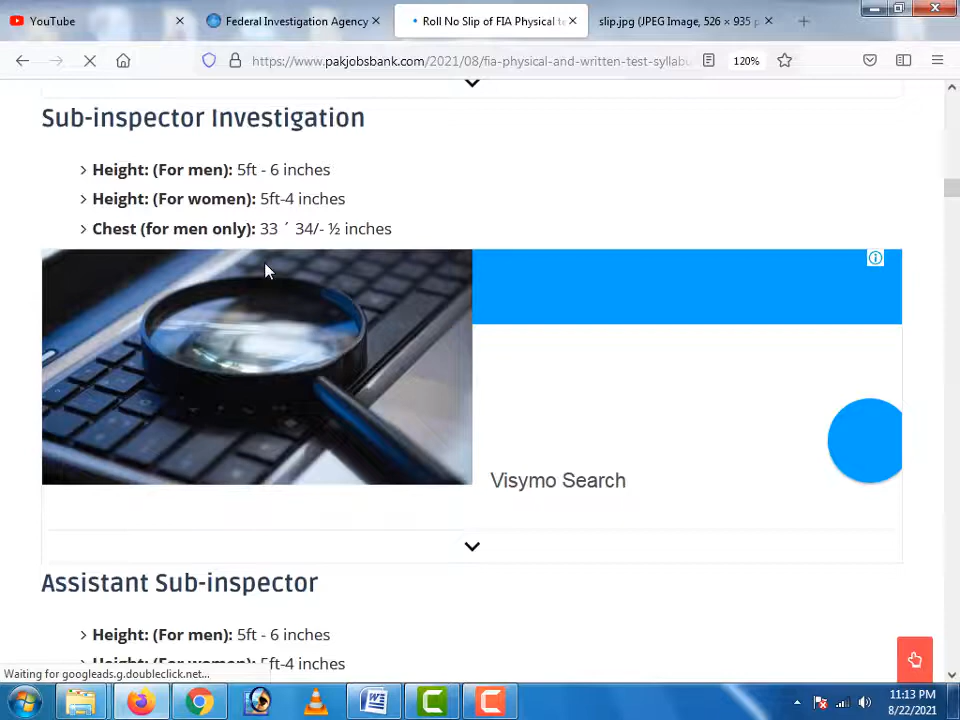 YouTube
Federal Investigation Agency
Roll No Slip of FIA Physical te
slip.jpg (JPEG Image, 526 × 935 p
https://www.pakjobsbank.com/2021/08/fia-physical-and-written-test-syllabu
120%
Sub-inspector Investigation
Height: (For men): 5ft - 6 inches
Height: (For women): 5ft-4 inches
Chest (for men only): 33 ´ 34/- ½ inches
Visymo Search
Assistant Sub-inspector
Height: (For men): 5ft - 6 inches
Height: (For women): 5ft-4 inches
Waiting for googleads.g.doubleclick.net...
11:13 PM
8/22/2021